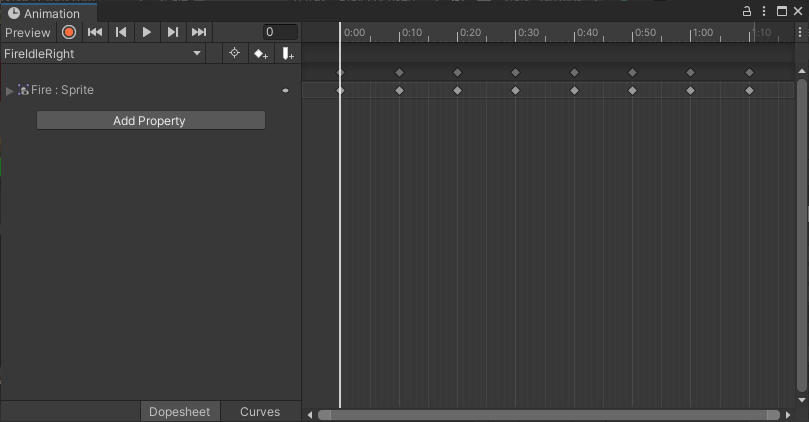 Animation
Preview
0
0:00 0:10 0:20 0:30 0:40 0:50 1:00 1:10
FireIdleRight
Fire : Sprite
Add Property
Dopesheet Curves